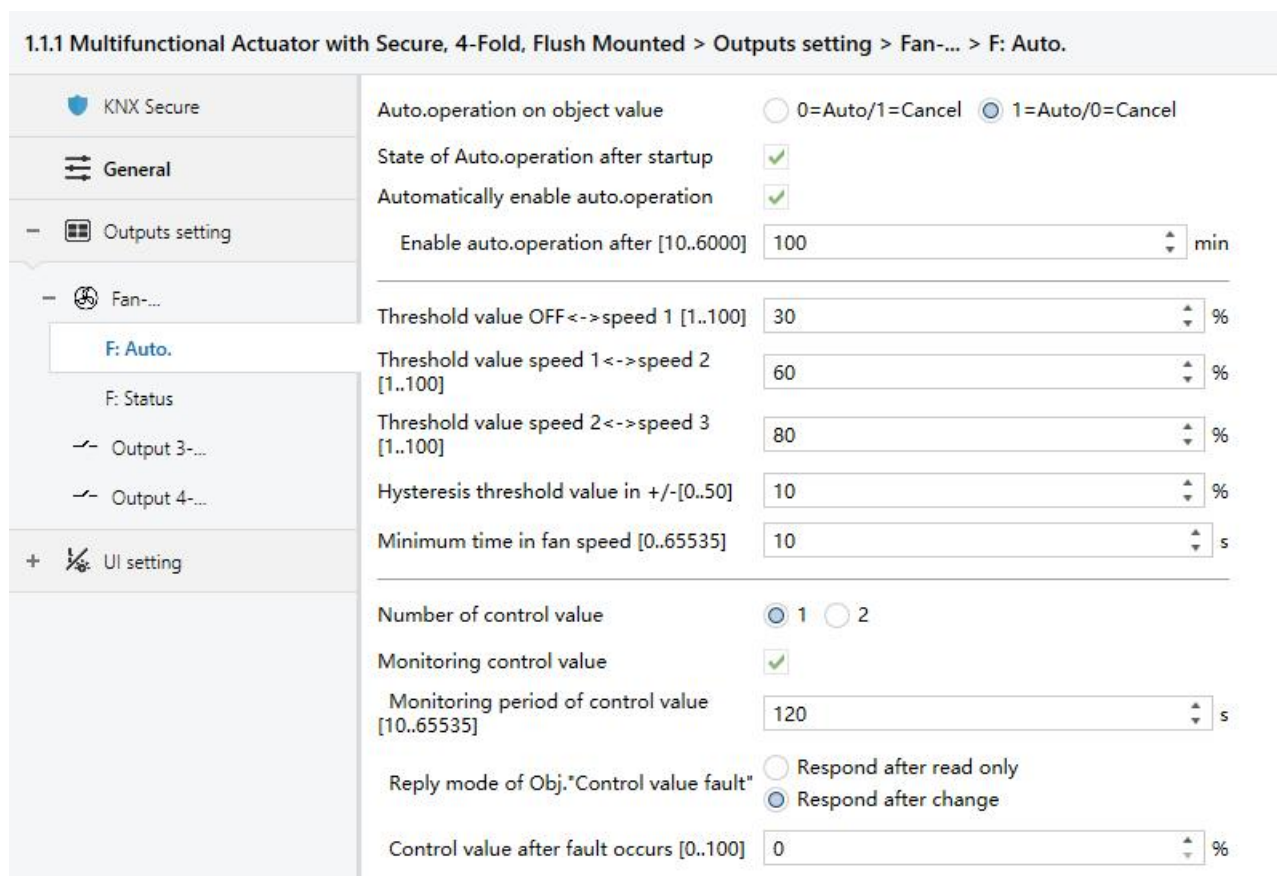 1.1.1 Multifunctional Actuator with Secure, 4-Fold, Flush Mounted > Outputs setting > Fan-... > F: Auto.
KNX Secure
General
Outputs setting
Fan-...
F: Auto.
F: Status
Output 3-...
Output 4-...
UI setting
Auto.operation on object value 0=Auto/1=Cancel 1=Auto/0=Cancel
State of Auto.operation after startup
Automatically enable auto.operation
Enable auto.operation after [10..6000] 100 min
Threshold value OFF<->speed 1 [1..100] 30 %
Threshold value speed 1<->speed 2
[1..100] 60 %
Threshold value speed 2<->speed 3
[1..100] 80 %
Hysteresis threshold value in +/-[0..50] 10 %
Minimum time in fan speed [0..65535] 10 s
Number of control value 1 2
Monitoring control value
Monitoring period of control value
[10..65535] 120 s
Reply mode of Obj."Control value fault" Respond after read only
Respond after change
Control value after fault occurs [0..100] 0 %